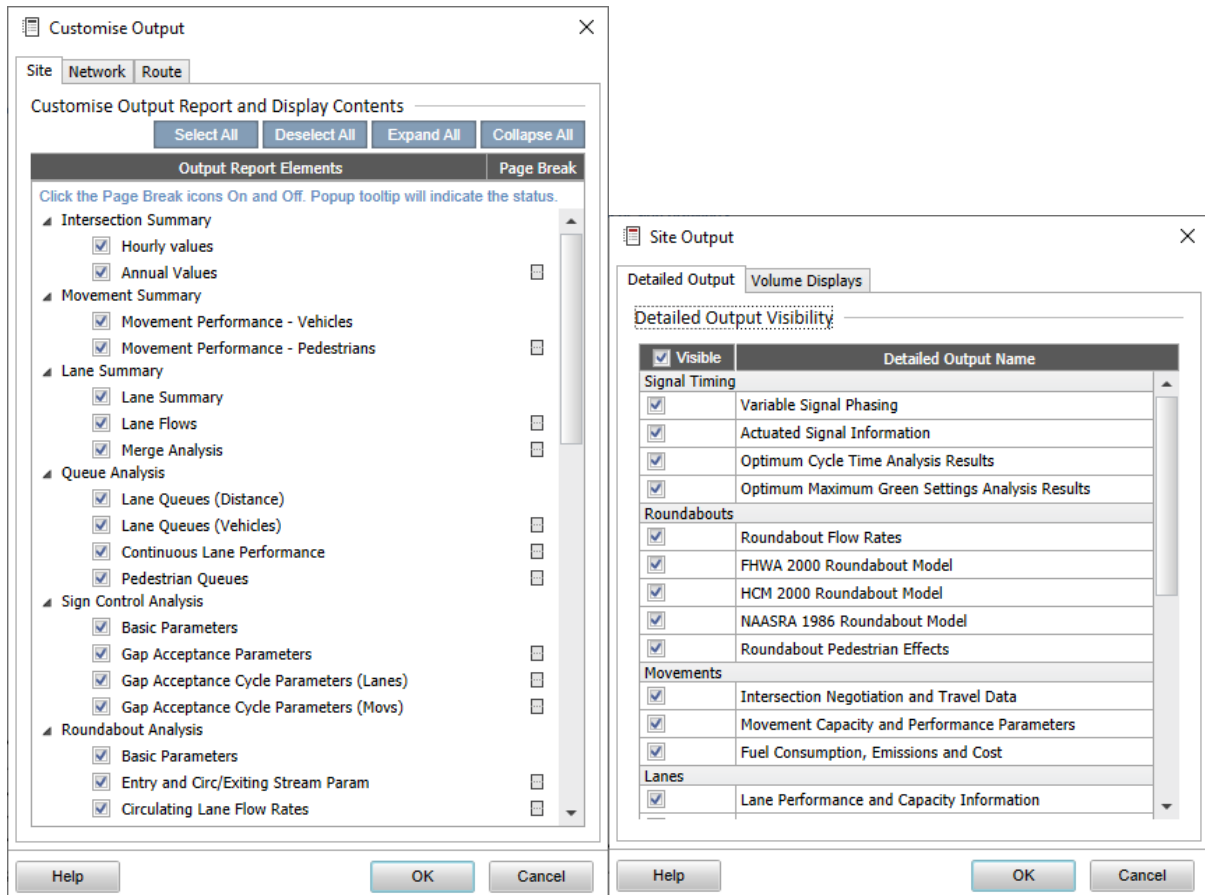 Customise Output
Site Network Route
Customise Output Report and Display Contents
Select All Deselect All Expand All Collapse All
Output Report Elements Page Break
Click the Page Break icons On and Off. Popup tooltip will indicate the status.
Intersection Summary
Hourly values
Annual Values
Movement Summary
Movement Performance - Vehicles
Movement Performance - Pedestrians
Lane Summary
Lane Summary
Lane Flows
Merge Analysis
Queue Analysis
Lane Queues (Distance)
Lane Queues (Vehicles)
Continuous Lane Performance
Pedestrian Queues
Sign Control Analysis
Basic Parameters
Gap Acceptance Parameters
Gap Acceptance Cycle Parameters (Lanes)
Gap Acceptance Cycle Parameters (Movs)
Roundabout Analysis
Basic Parameters
Entry and Circ/Exiting Stream Param
Circulating Lane Flow Rates
Help OK Cancel
Site Output
Detailed Output Volume Displays
Detailed Output Visibility
Visible Detailed Output Name
Signal Timing
Variable Signal Phasing
Actuated Signal Information
Optimum Cycle Time Analysis Results
Optimum Maximum Green Settings Analysis Results
Roundabouts
Roundabout Flow Rates
FHWA 2000 Roundabout Model
HCM 2000 Roundabout Model
NAASRA 1986 Roundabout Model
Roundabout Pedestrian Effects
Movements
Intersection Negotiation and Travel Data
Movement Capacity and Performance Parameters
Fuel Consumption, Emissions and Cost
Lanes
Lane Performance and Capacity Information
Help OK Cancel